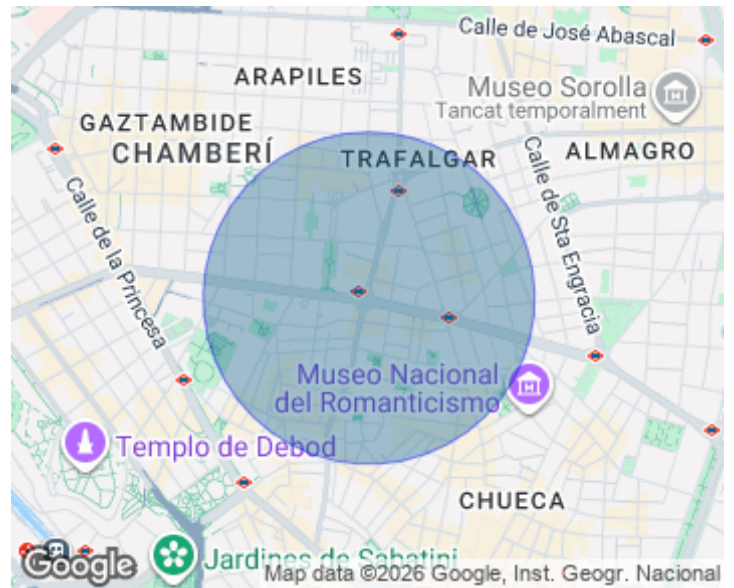 Calle de José Abascal
ARAPILES
Museo Sorolla
Tancat temporalment
GAZTAMBIDE
CHAMBERÍ
TRAFALGAR
ALMAGRO
Calle de Sta Engracia
Calle de la Princesa
Museo Nacional
del Romanticismo
Templo de Debod
CHUECA
Jardines de Sabatini
Google
Map data ©2026 Google, Inst. Geogr. Nacional